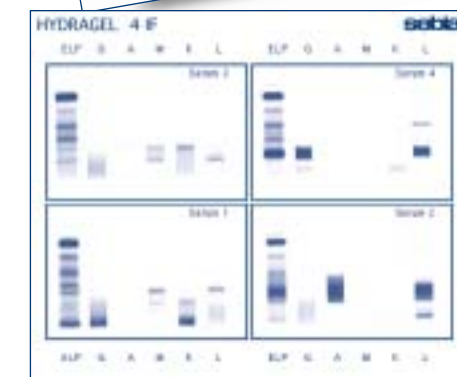 HYDRAGEL 4 IF sebia
ELP G A M K L ELP G A M K L
Serum 3 Serum 4
Serum 1 Serum 2
ELP G A M K L ELP G A M K L